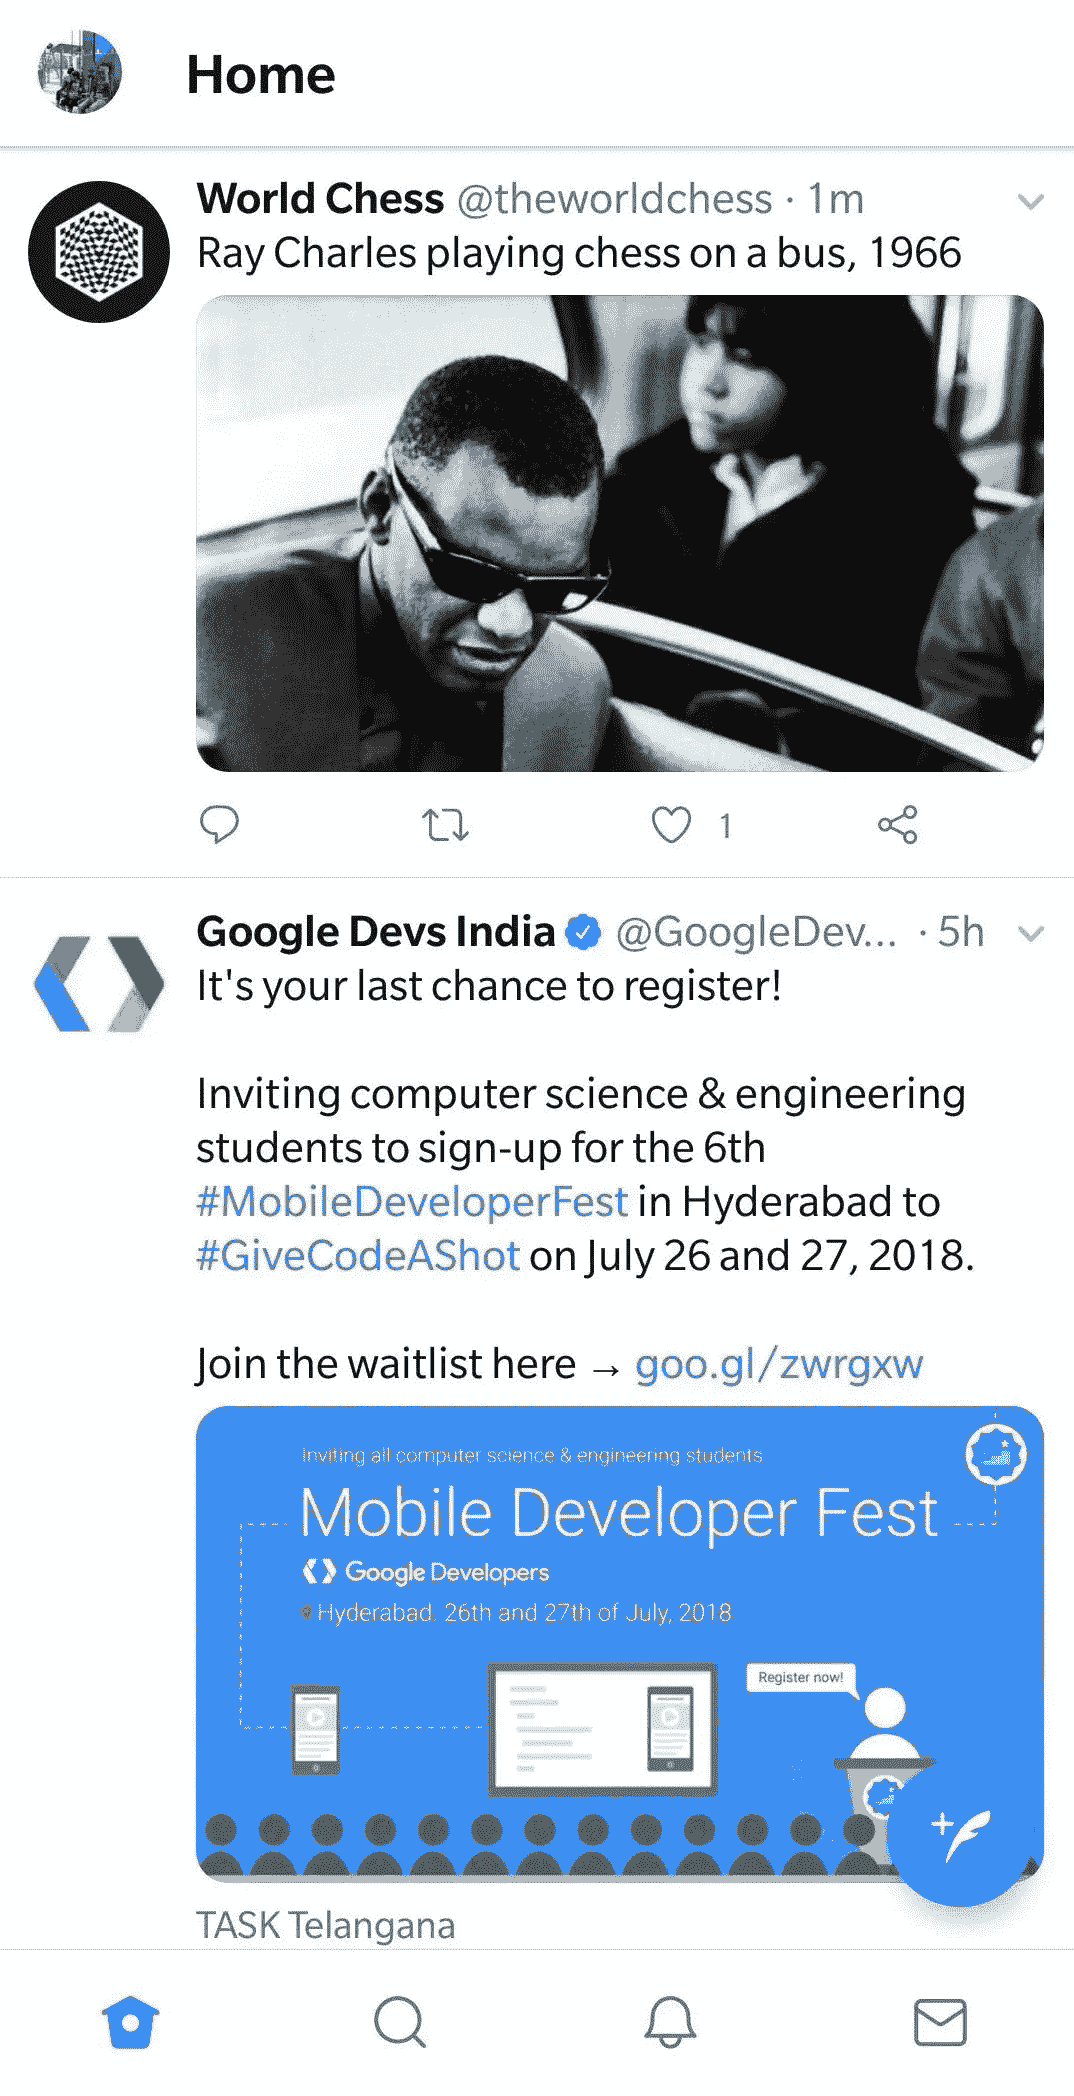 Home
World Chess @theworldchess · 1m
Ray Charles playing chess on a bus, 1966
1
Google Devs India @GoogleDev... · 5h
It's your last chance to register!
Inviting computer science & engineering
students to sign-up for the 6th
#MobileDeveloperFest in Hyderabad to
#GiveCodeAShot on July 26 and 27, 2018.
Join the waitlist here → goo.gl/zwrgxw
Inviting all computer science & engineering students
Mobile Developer Fest
Google Developers
Hyderabad. 26th and 27th of July, 2018
Register now!
TASK Telangana